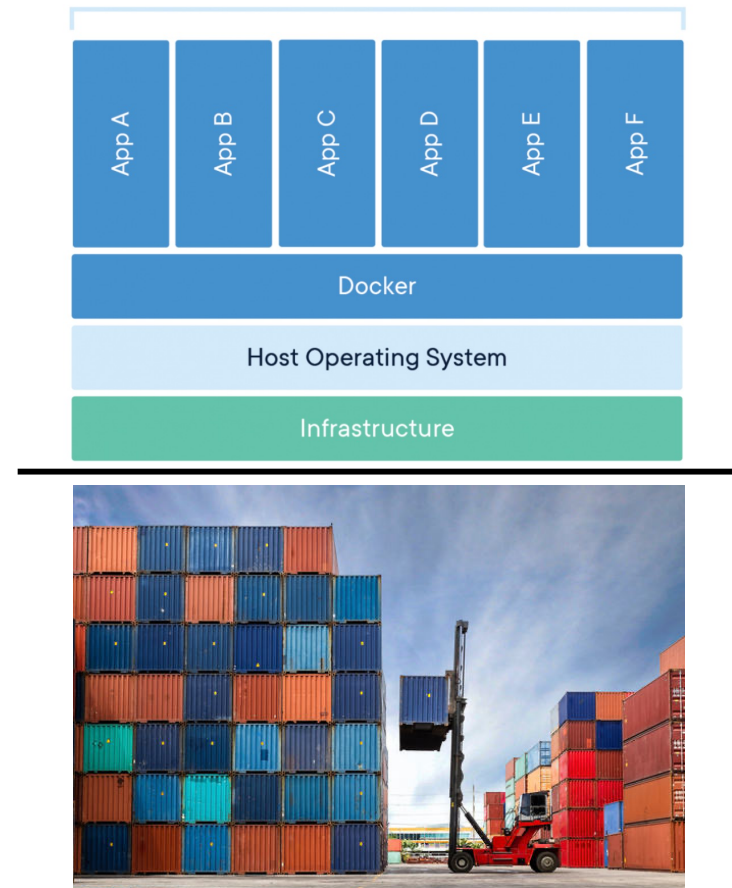 App A
App B
App C
App D
App E
App F
Docker
Host Operating System
Infrastructure